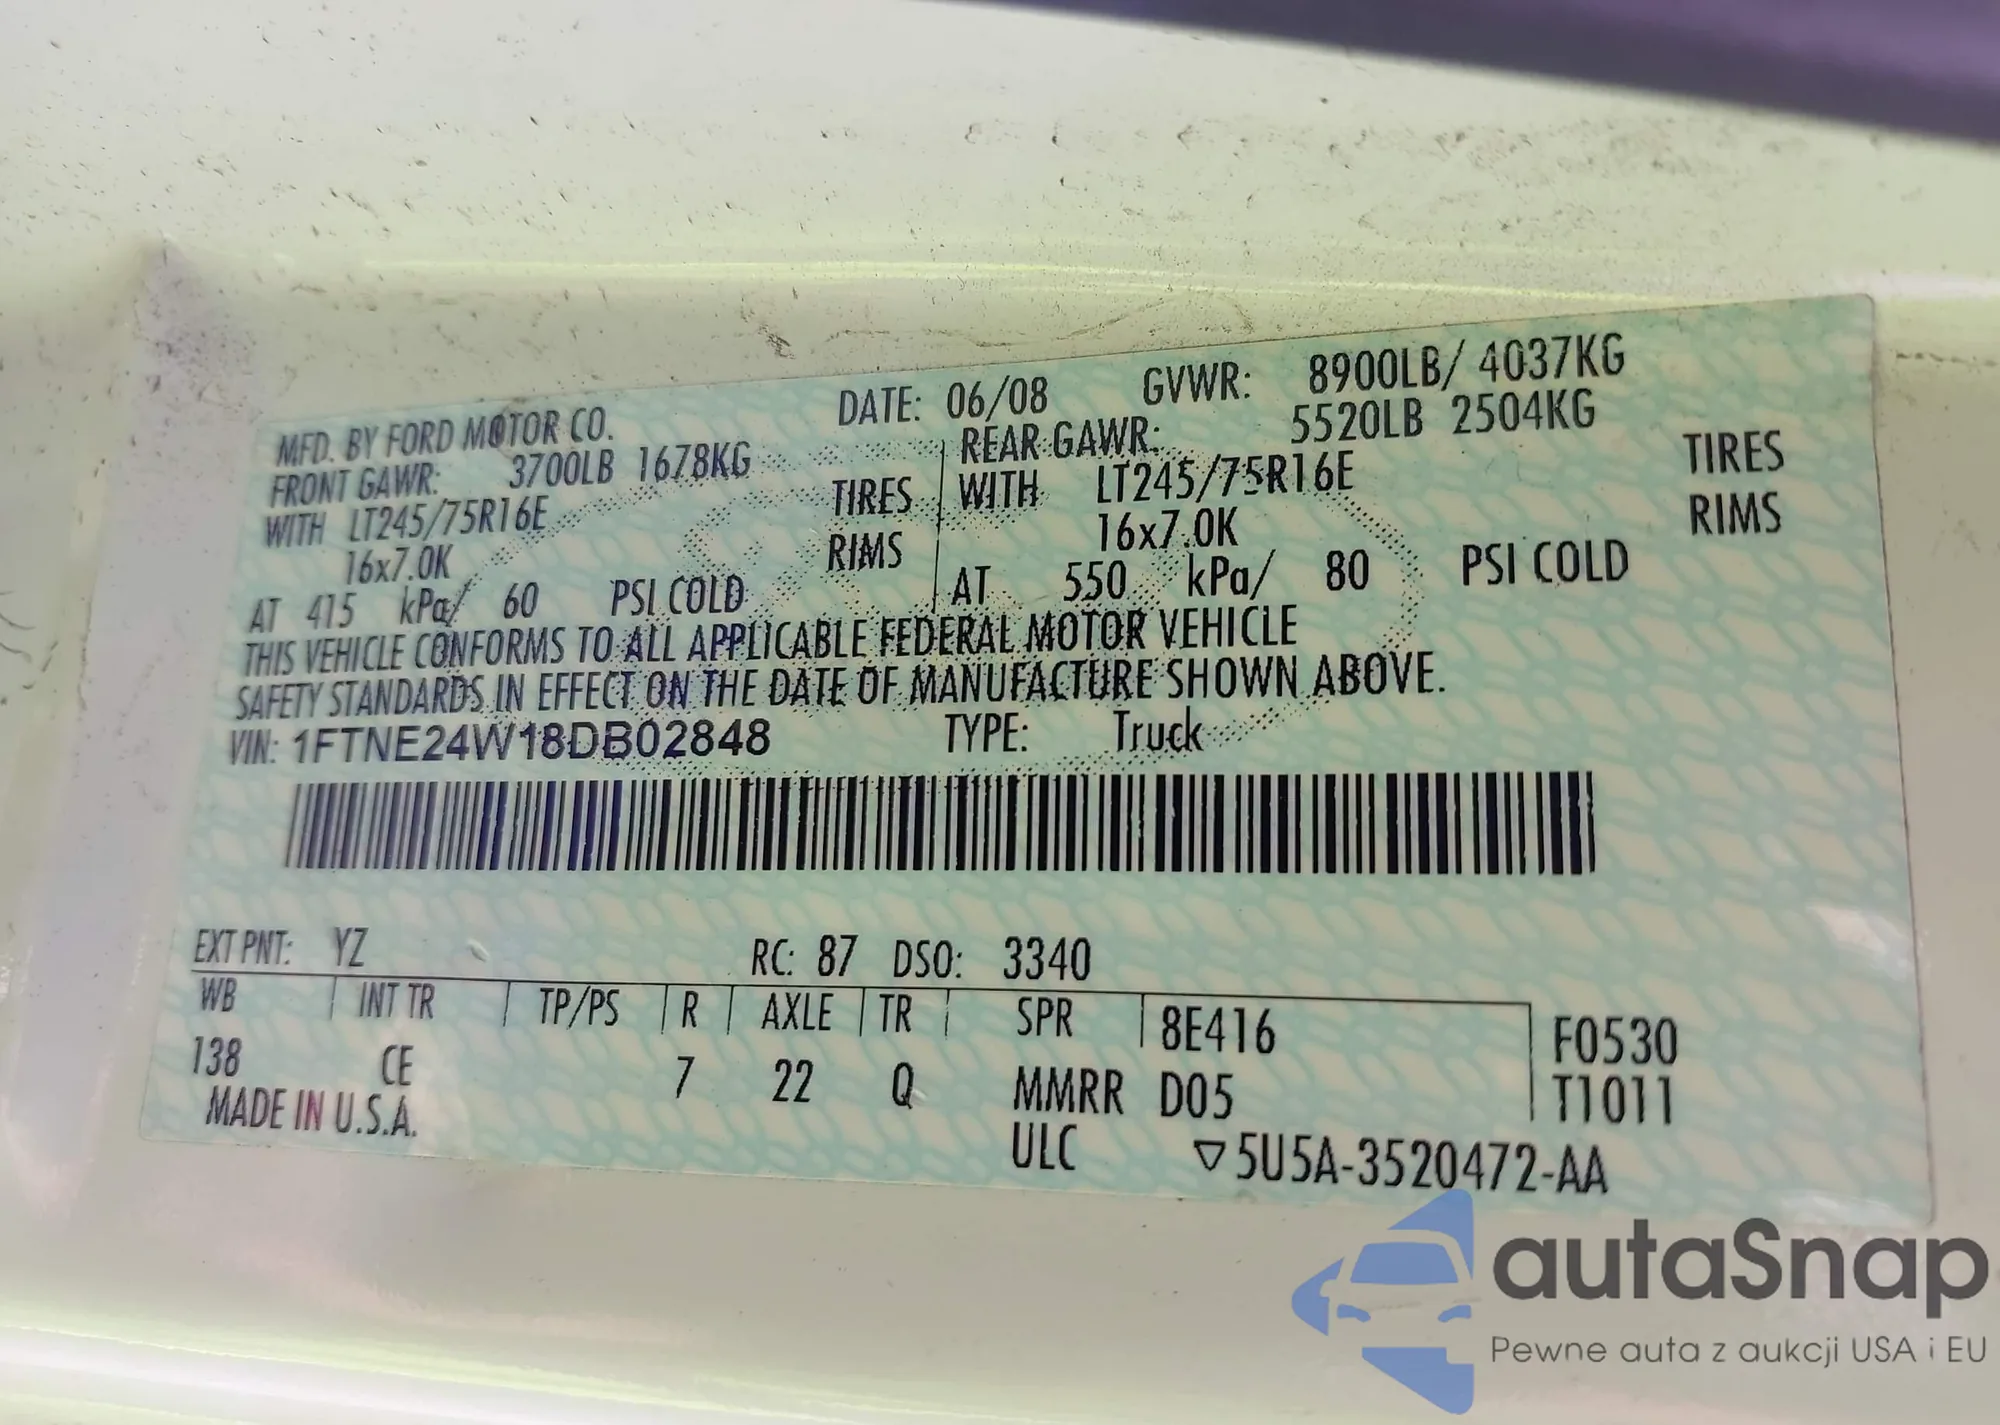 MFD. BY FORD MOTOR CO. DATE: 06/08 GVWR: 8900LB/ 4037KG
FRONT GAWR: 3700LB 1678KG REAR GAWR: 5520LB 2504KG
WITH LT245/75R16E TIRES WITH LT245/75R16E TIRES
16x7.0K RIMS 16x7.0K RIMS
AT 415 kPa/ 60 PSI COLD AT 550 kPa/ 80 PSI COLD
THIS VEHICLE CONFORMS TO ALL APPLICABLE FEDERAL MOTOR VEHICLE
SAFETY STANDARDS IN EFFECT ON THE DATE OF MANUFACTURE SHOWN ABOVE.
VIN: 1FTNE24W18DB02848 TYPE: Truck
EXT PNT: YZ RC: 87 DSO: 3340
WB INT TR TP/PS R AXLE TR SPR 8E416 F0530
138 CE 7 22 Q MMRR D05 T1011
MADE IN U.S.A. ULC ▽5U5A-3520472-AA
autaSnap
Pewne auta z aukcji USA i EU